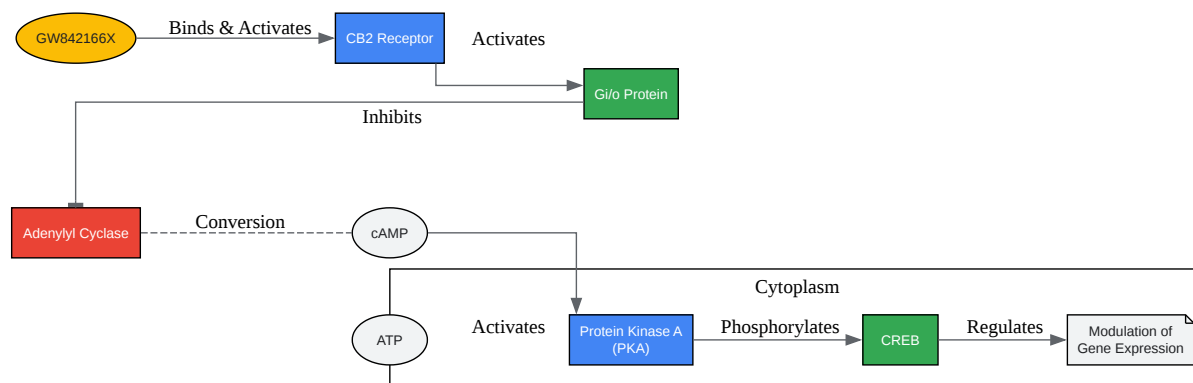 GW842166X
Binds & Activates
CB2 Receptor
Activates
Gi/o Protein
Inhibits
Adenylyl Cyclase
Conversion
cAMP
Cytoplasm
ATP
Activates
Protein Kinase A
(PKA)
Phosphorylates
CREB
Regulates
Modulation of
Gene Expression